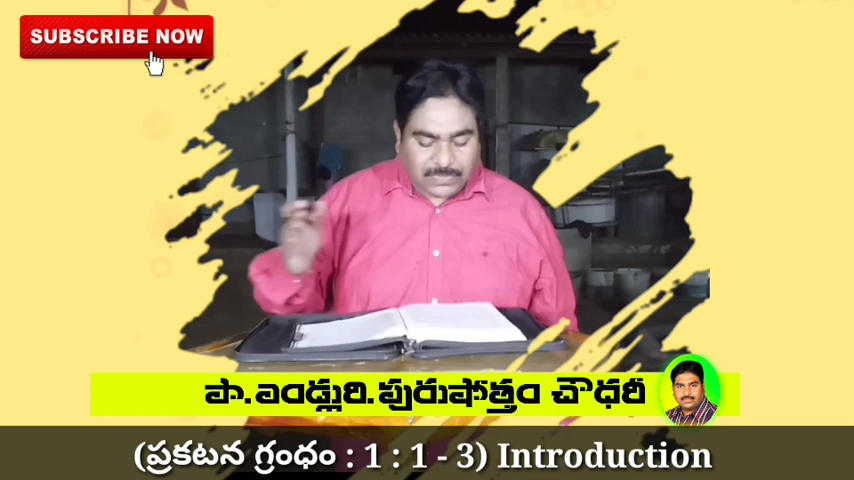 SUBSCRIBE NOW
పా.ఎండ్లురి.పురుషోత్తం చౌధరీ
(ప్రకటన గ్రంధం : 1 : 1 - 3) Introduction